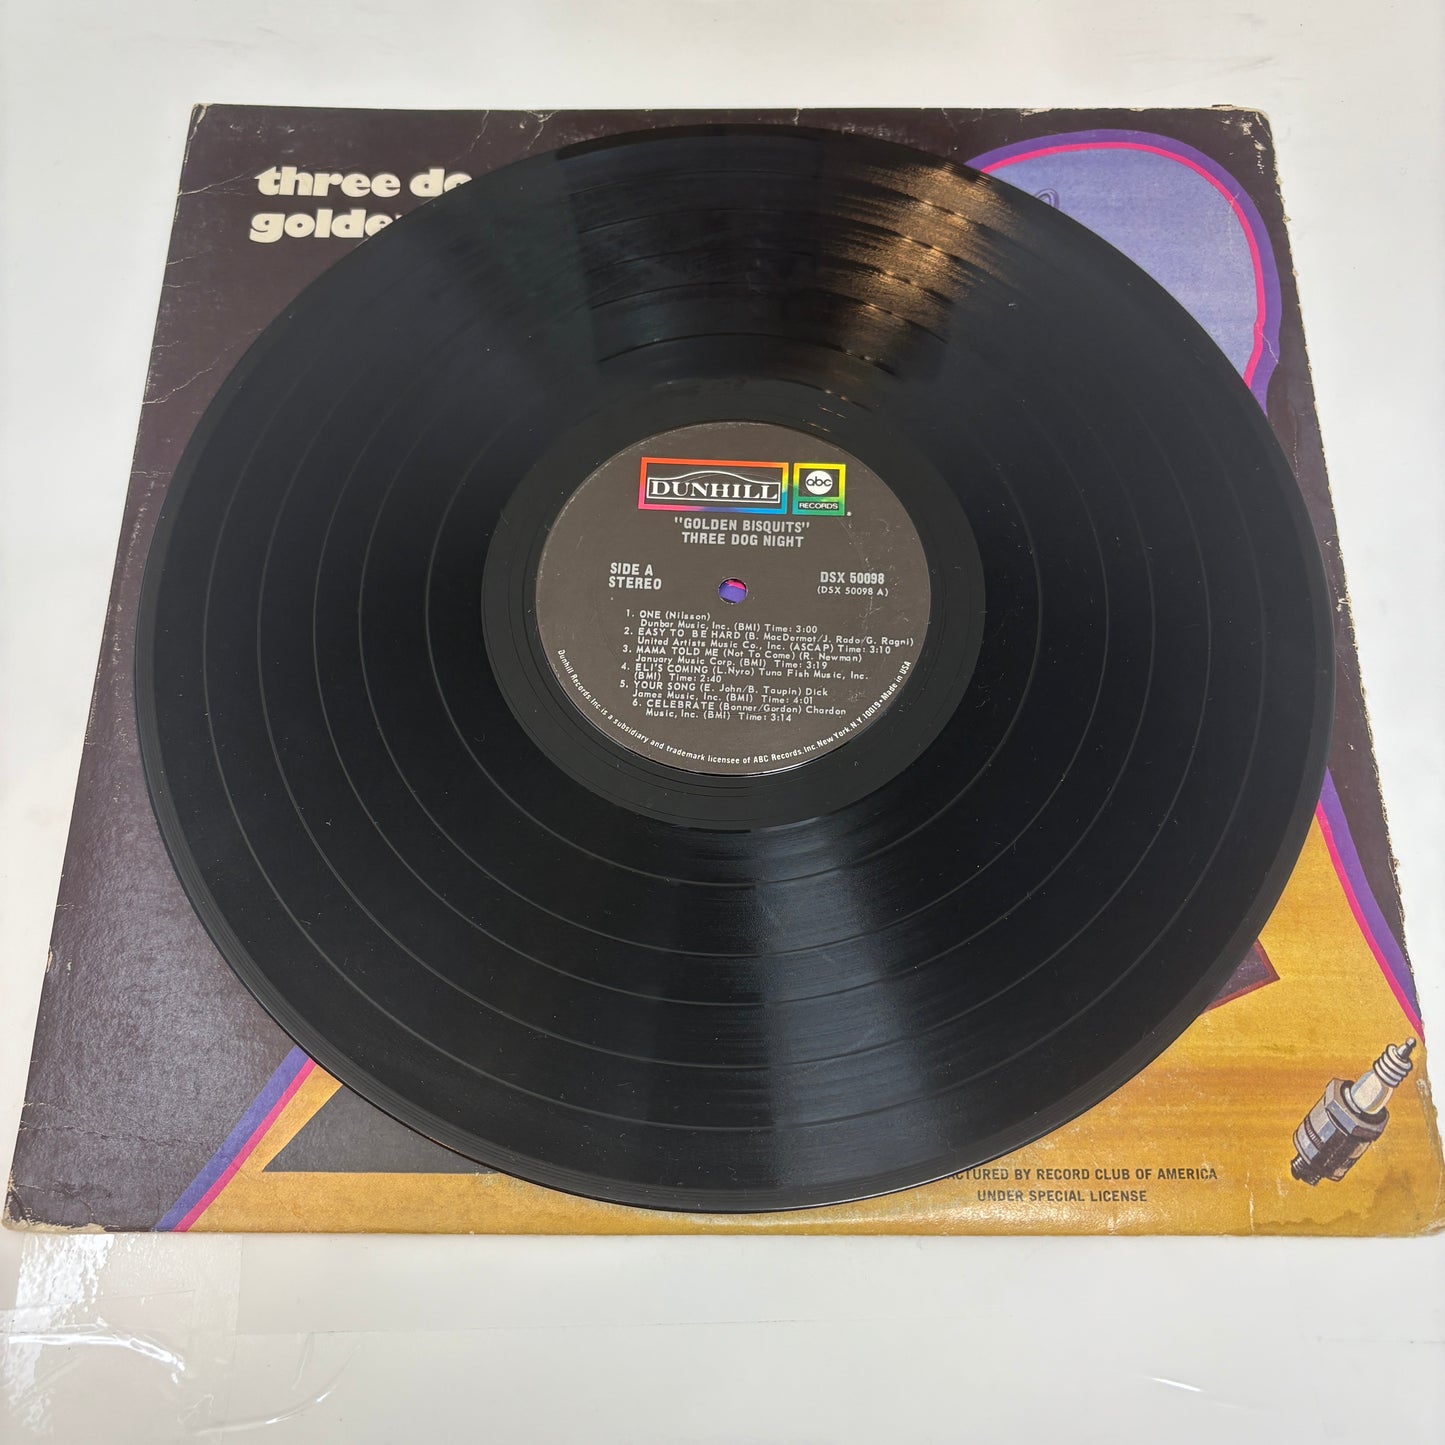 three do
golde
DUNHILL
abc
RECORDS
"GOLDEN BISQUITS"
THREE DOG NIGHT
SIDE A
STEREO
DSX 50098
(DSX 50098 A)
1. ONE (Nilsson)
Dunbar Music, Inc. (BMI) Time: 3:00
2. EASY TO BE HARD (B. MacDermot/J. Rado/G. Ragni)
United Artists Music Co., Inc. (ASCAP) Time: 3:10
3. MAMA TOLD ME (Not To Come) (R. Newman)
January Music Corp. (BMI) Time: 3:19
4. ELI'S COMING (L.Nyro) Tuna Fish Music, Inc.
(BMI) Time: 2:40
5. YOUR SONG (E. John/B. Taupin) Dick
James Music, Inc. (BMI) Time: 4:01
6. CELEBRATE (Bonner/Gordon) Chardon
Music, Inc. (BMI) Time: 3:14
Dunhill Records, Inc. is a subsidiary and trademark licensee of ABC Records, Inc. New York, N.Y. 10019 • Made in USA
CTURED BY RECORD CLUB OF AMERICA
UNDER SPECIAL LICENSE